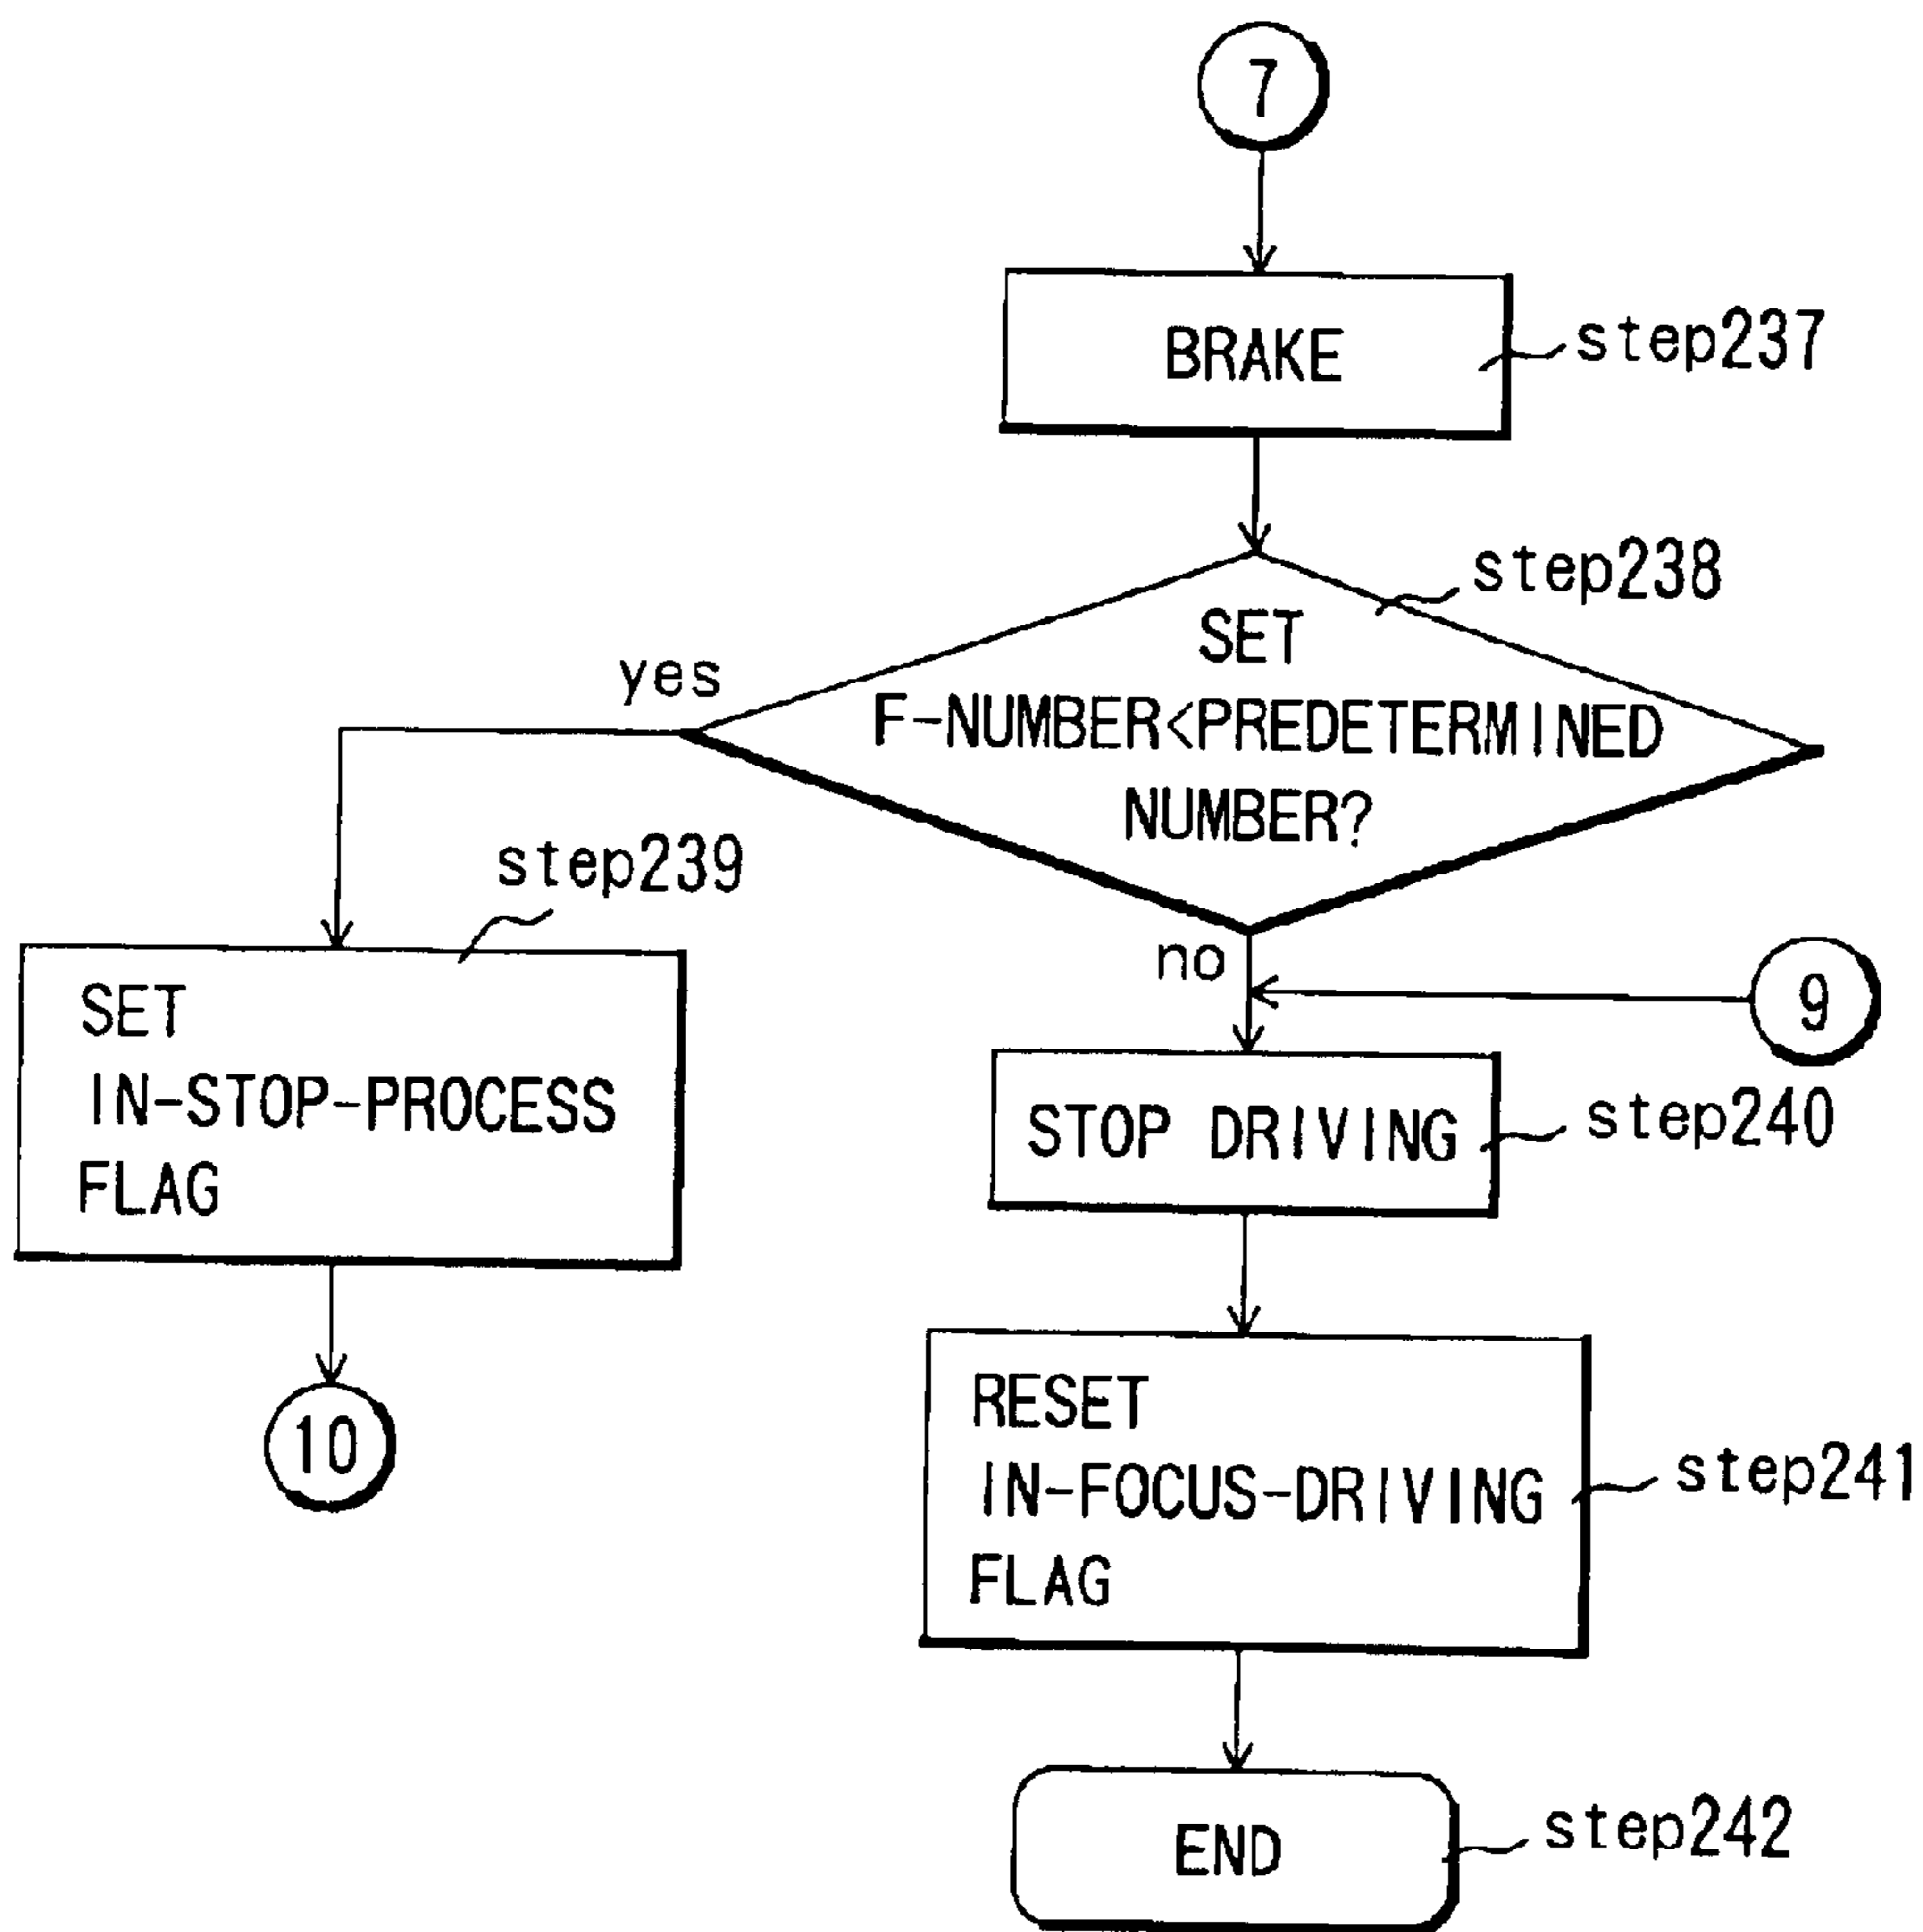 7
BRAKE
step237
step238
SET
F-NUMBER<PREDETERMINED
NUMBER?
yes
no
step239
SET
IN-STOP-PROCESS
FLAG
10
9
STOP DRIVING
step240
RESET
IN-FOCUS-DRIVING
FLAG
step241
END
step242